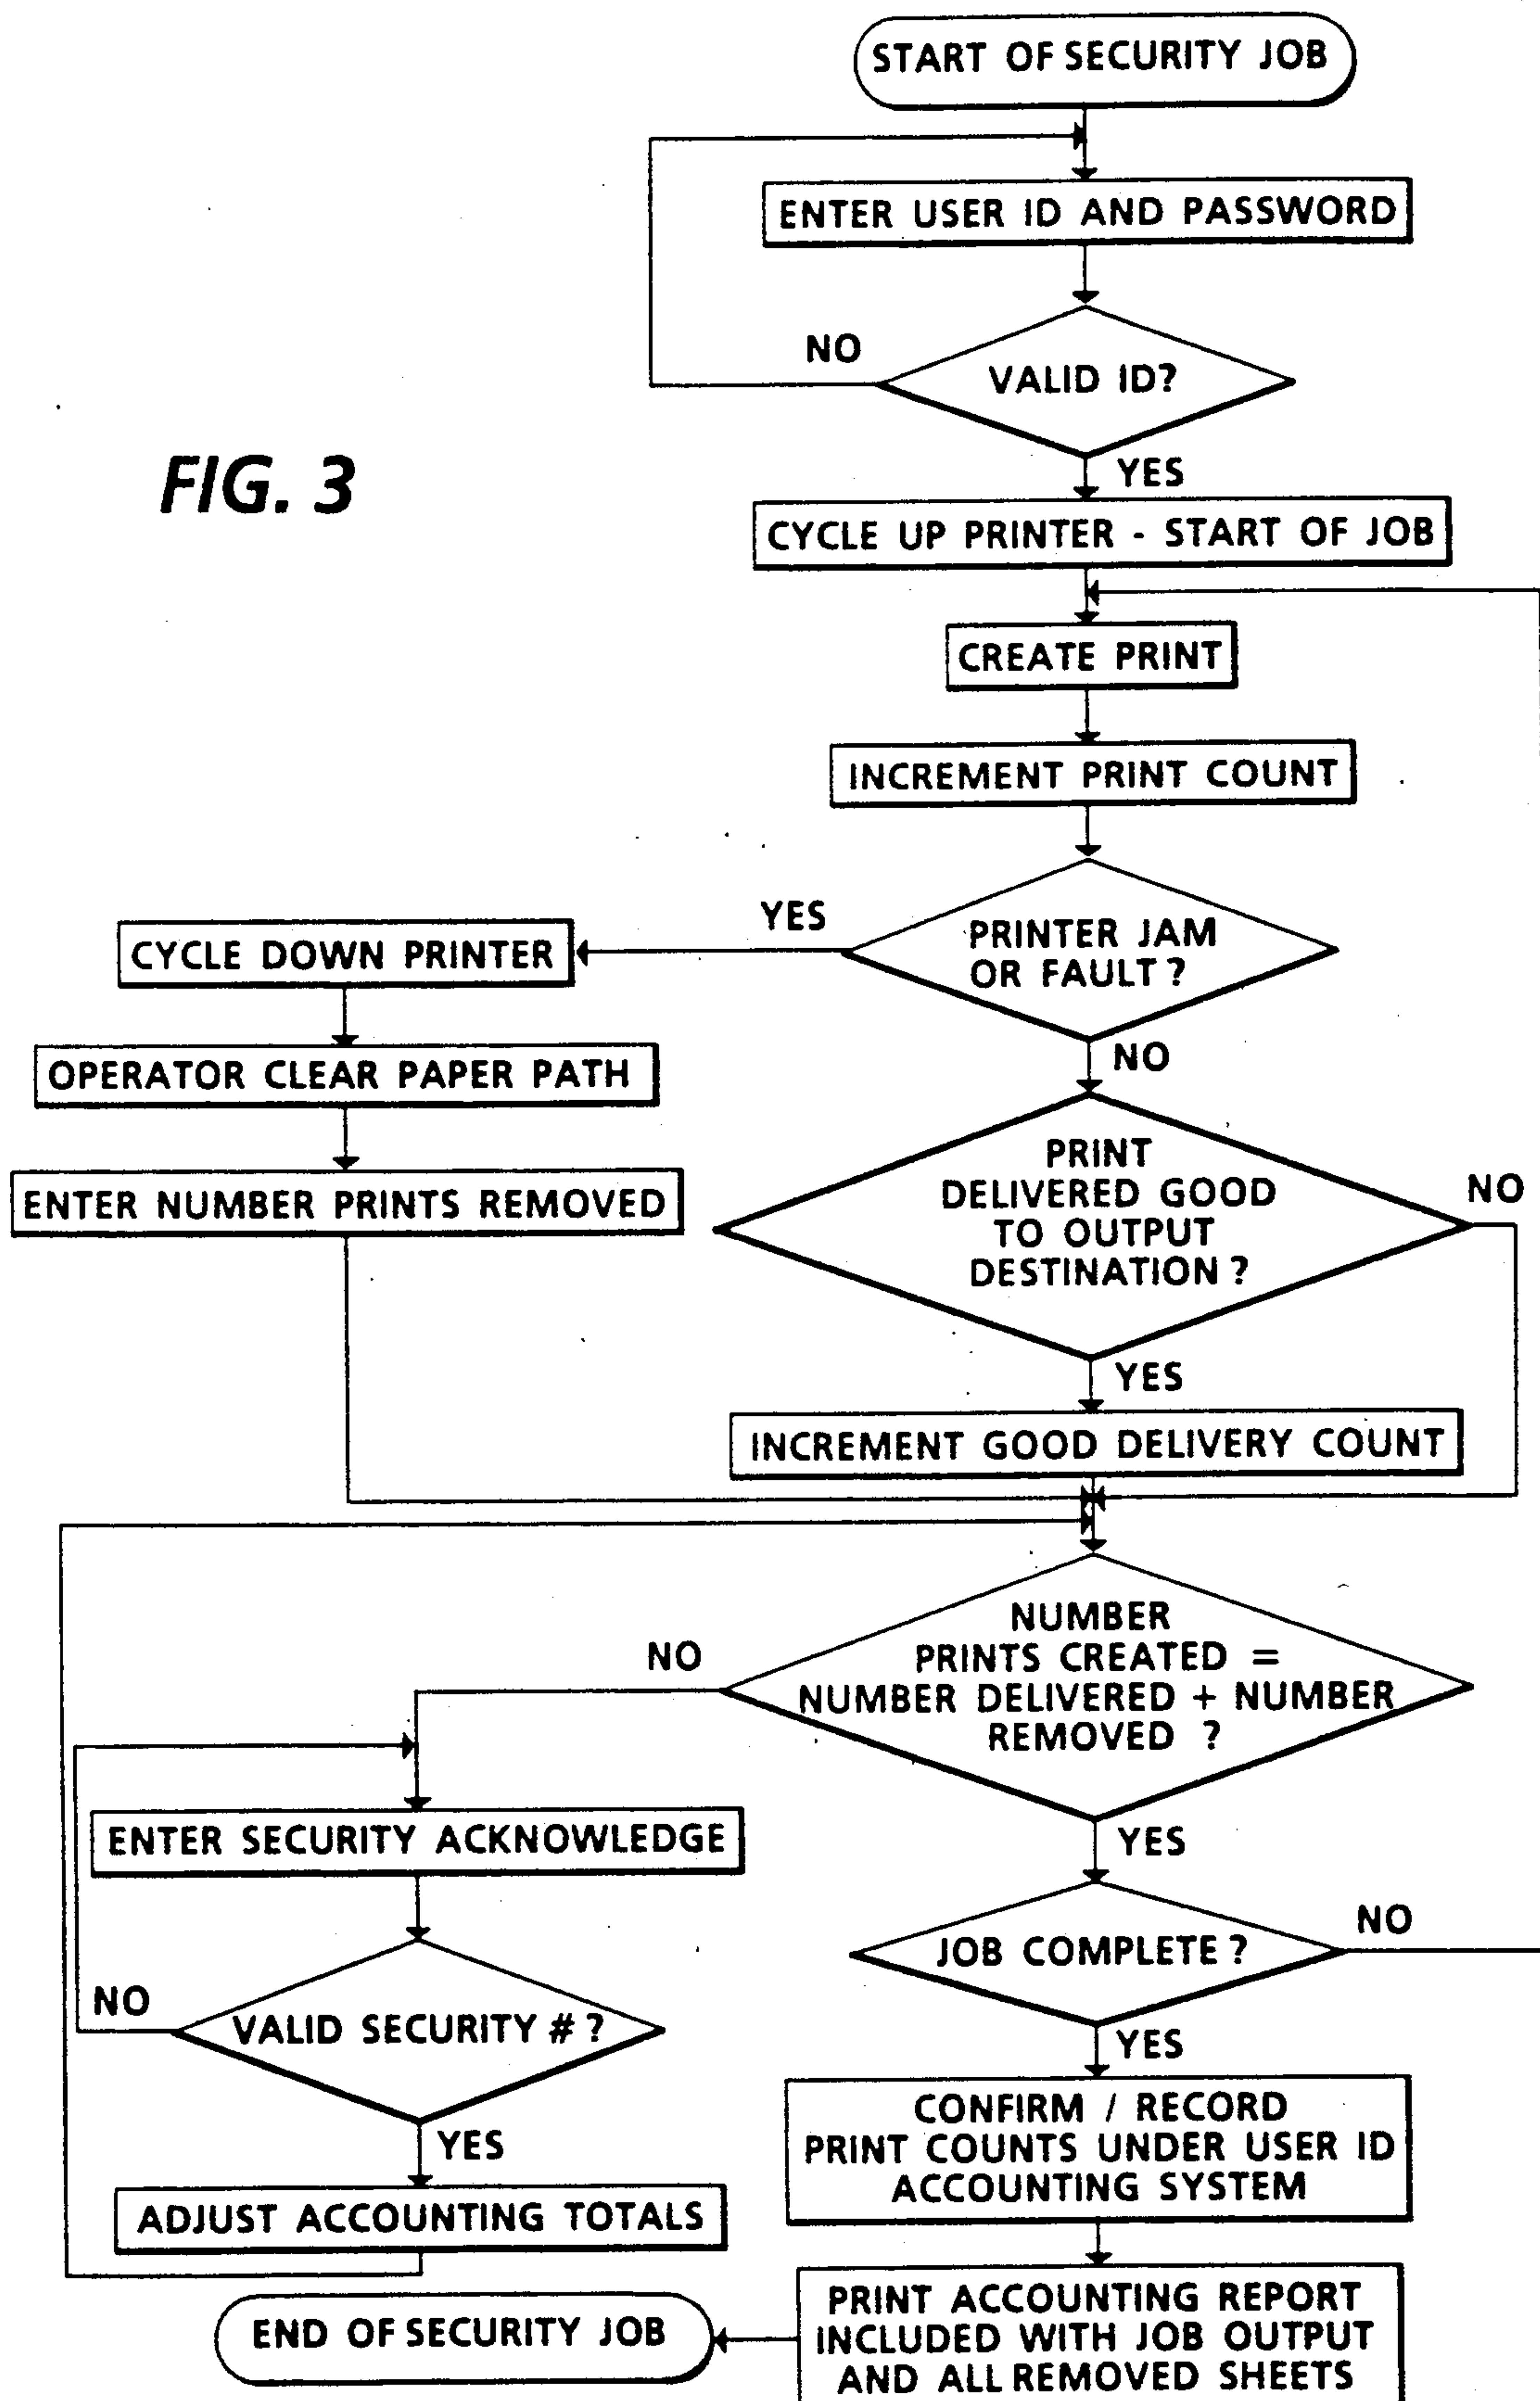 START OF SECURITY JOB
ENTER USER ID AND PASSWORD
NO
VALID ID?
YES
FIG. 3
CYCLE UP PRINTER - START OF JOB
CREATE PRINT
INCREMENT PRINT COUNT
YES
PRINTER JAM
OR FAULT?
CYCLE DOWN PRINTER
NO
OPERATOR CLEAR PAPER PATH
PRINT
DELIVERED GOOD
TO OUTPUT
DESTINATION?
NO
ENTER NUMBER PRINTS REMOVED
YES
INCREMENT GOOD DELIVERY COUNT
NUMBER
PRINTS CREATED =
NUMBER DELIVERED + NUMBER
REMOVED ?
NO
YES
ENTER SECURITY ACKNOWLEDGE
JOB COMPLETE?
NO
NO
VALID SECURITY #?
YES
CONFIRM / RECORD
PRINT COUNTS UNDER USER ID
ACCOUNTING SYSTEM
YES
ADJUST ACCOUNTING TOTALS
PRINT ACCOUNTING REPORT
INCLUDED WITH JOB OUTPUT
AND ALL REMOVED SHEETS
END OF SECURITY JOB